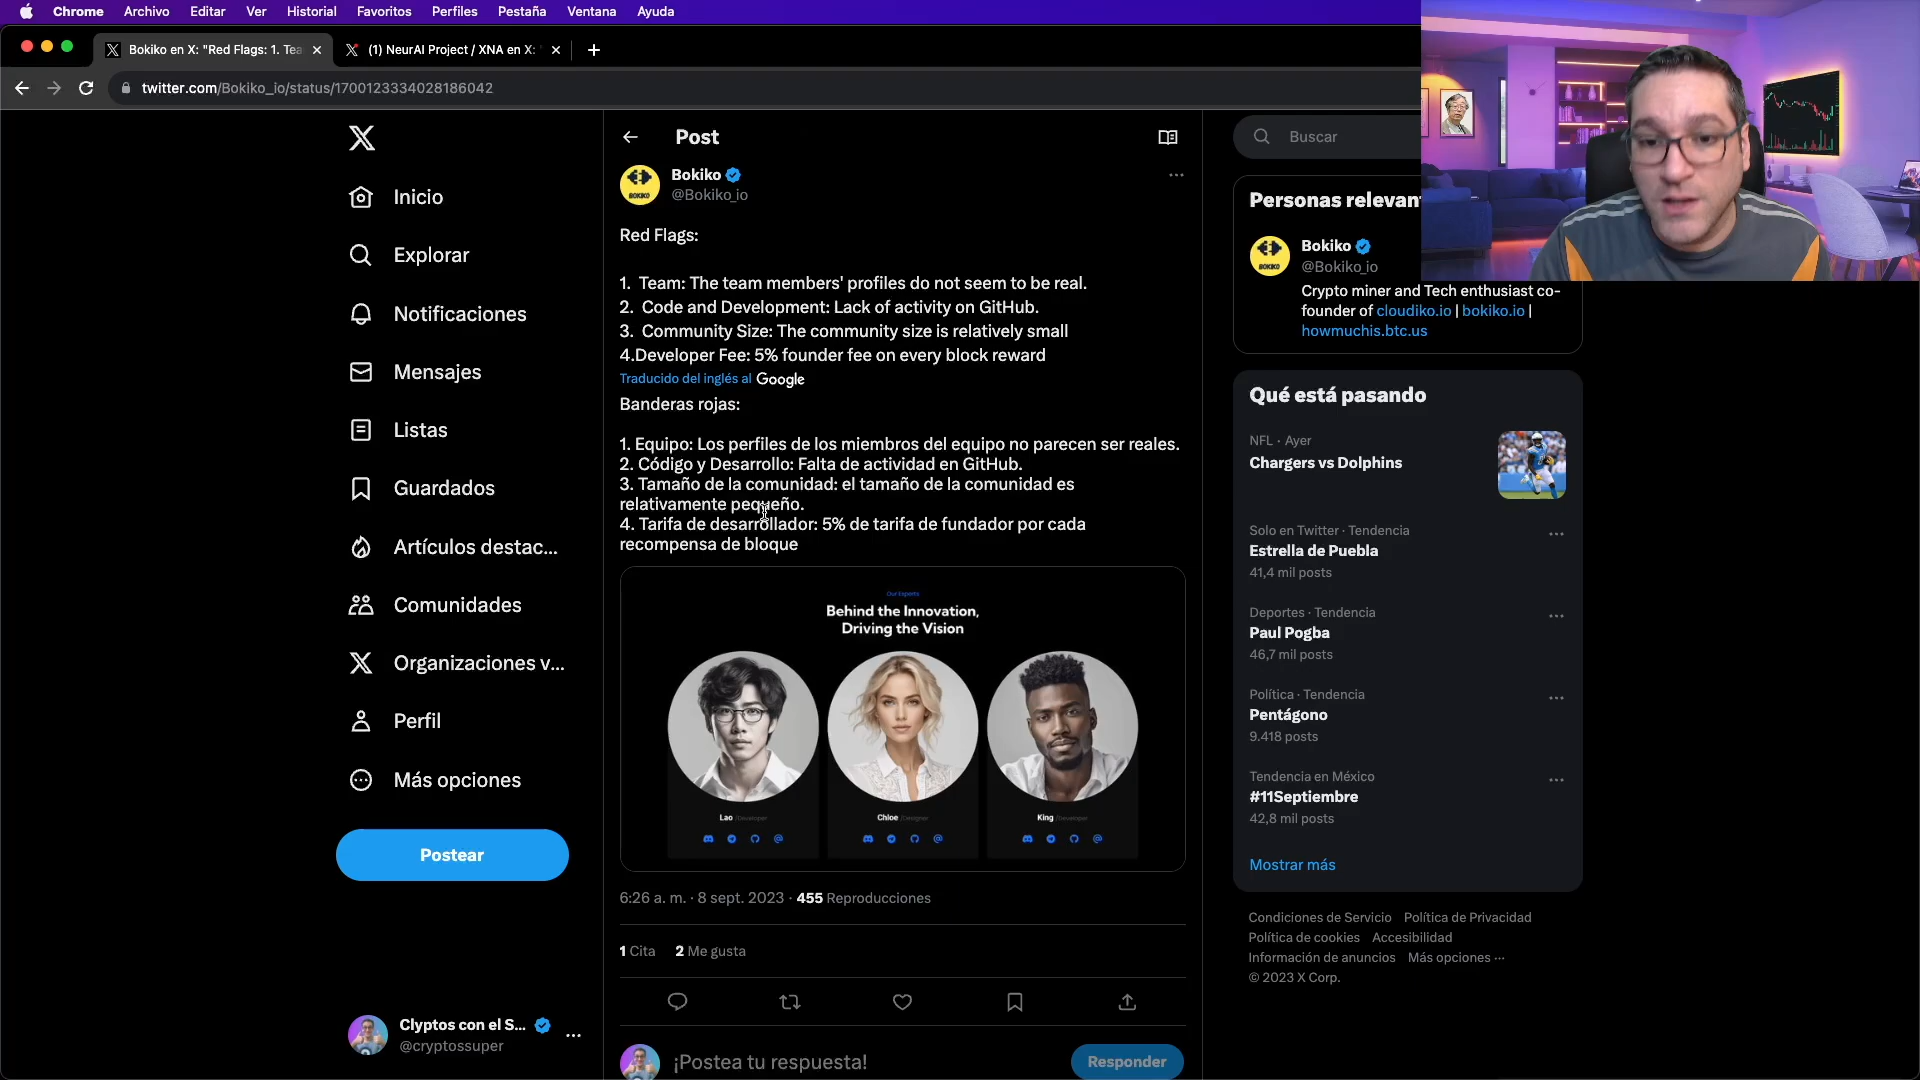 Chrome Archivo Editar Ver Historial Favoritos Perfiles Pestaña Ventana Ayuda
Bokiko en X: "Red Flags: 1. Tea
(1) NeurAI Project / XNA en X: "
twitter.com/Bokiko_io/status/1700123334028186042
Inicio
Explorar
Notificaciones
Mensajes
Listas
Guardados
Artículos destac...
Comunidades
Organizaciones v...
Perfil
Más opciones
Postear
Clyptos con el S...
@cryptossuper
Post
Bokiko
@Bokiko_io
Red Flags:
1. Team: The team members' profiles do not seem to be real.
2. Code and Development: Lack of activity on GitHub.
3. Community Size: The community size is relatively small
4.Developer Fee: 5% founder fee on every block reward
Traducido del inglés al Google
Banderas rojas:
1. Equipo: Los perfiles de los miembros del equipo no parecen ser reales.
2. Código y Desarrollo: Falta de actividad en GitHub.
3. Tamaño de la comunidad: el tamaño de la comunidad es
relativamente pequeño.
4. Tarifa de desarrollador: 5% de tarifa de fundador por cada
recompensa de bloque
Our Experts
Behind the Innovation,
Driving the Vision
Lao /Developer
Chloe /Designer
King /Developer
6:26 a. m. · 8 sept. 2023 · 455 Reproducciones
1 Cita 2 Me gusta
¡Postea tu respuesta!
Responder
Buscar
Personas relevan
Bokiko
@Bokiko_io
Crypto miner and Tech enthusiast co-
founder of cloudiko.io | bokiko.io |
howmuchis.btc.us
Qué está pasando
NFL · Ayer
Chargers vs Dolphins
Solo en Twitter · Tendencia
Estrella de Puebla
41,4 mil posts
Deportes · Tendencia
Paul Pogba
46,7 mil posts
Política · Tendencia
Pentágono
9.418 posts
Tendencia en México
#11Septiembre
42,8 mil posts
Mostrar más
Condiciones de Servicio Política de Privacidad
Política de cookies Accesibilidad
Información de anuncios Más opciones ···
© 2023 X Corp.